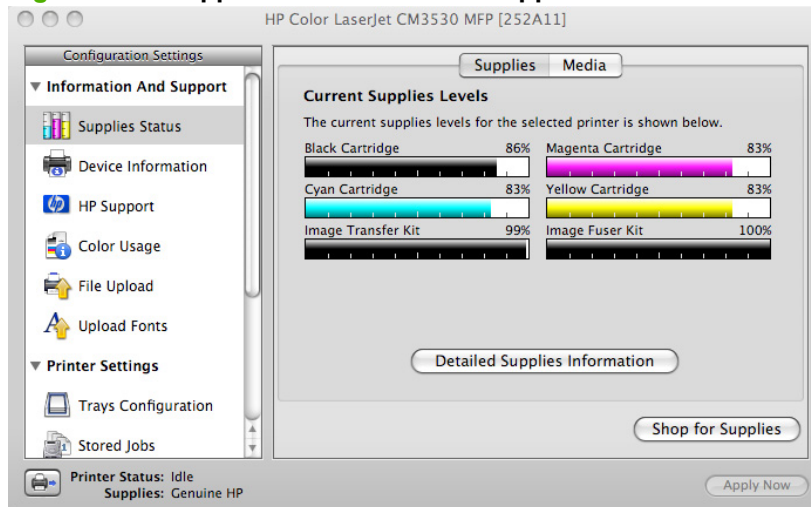 HP Color LaserJet CM3530 MFP [252A11]
Configuration Settings
Information And Support
Supplies Status
Device Information
HP Support
Color Usage
File Upload
Upload Fonts
Printer Settings
Trays Configuration
Stored Jobs
Supplies Media
Current Supplies Levels
The current supplies levels for the selected printer is shown below.
Black Cartridge 86% Magenta Cartridge 83%
Cyan Cartridge 83% Yellow Cartridge 83%
Image Transfer Kit 99% Image Fuser Kit 100%
Detailed Supplies Information
Shop for Supplies
Printer Status: Idle
Supplies: Genuine HP
Apply Now